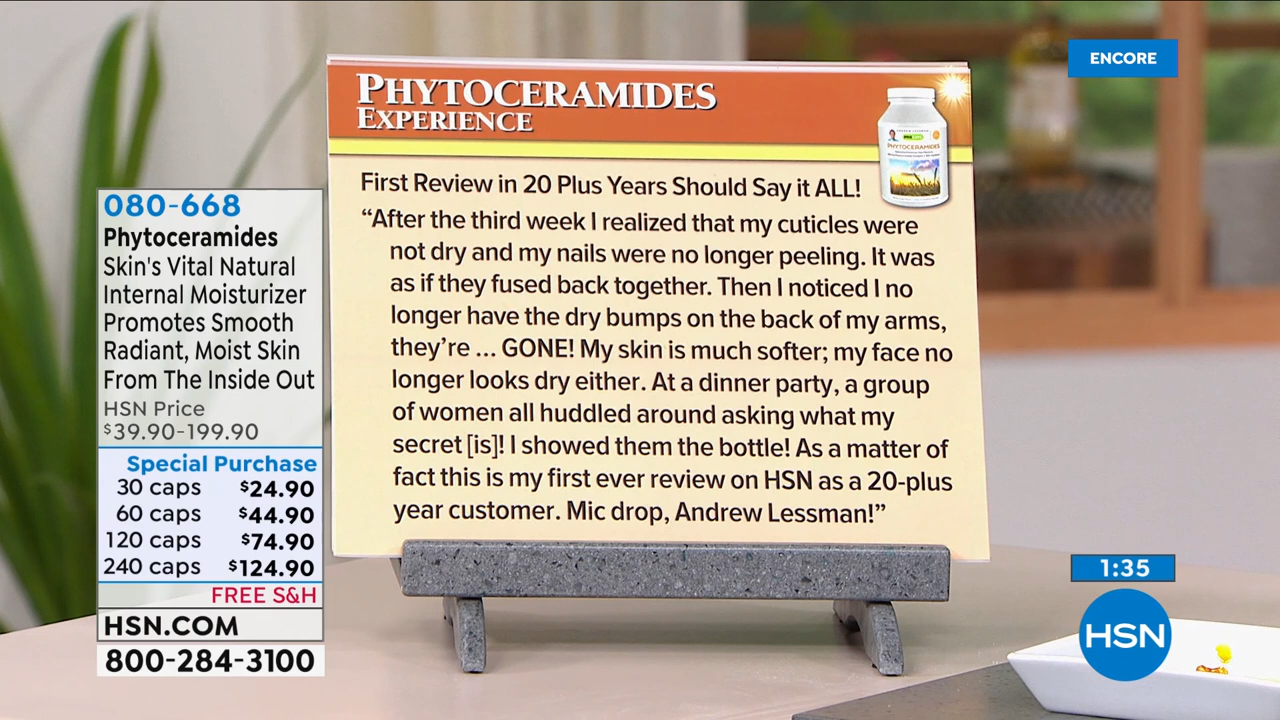 ENCORE
PHYTOCERAMIDES
EXPERIENCE
PHYTOCERAMIDES
First Review in 20 Plus Years Should Say it ALL!
“After the third week I realized that my cuticles were
not dry and my nails were no longer peeling. It was
as if they fused back together. Then I noticed I no
longer have the dry bumps on the back of my arms,
they’re ... GONE! My skin is much softer; my face no
longer looks dry either. At a dinner party, a group
of women all huddled around asking what my
secret [is]! I showed them the bottle! As a matter of
fact this is my first ever review on HSN as a 20-plus
year customer. Mic drop, Andrew Lessman!”
080-668
Phytoceramides
Skin's Vital Natural
Internal Moisturizer
Promotes Smooth
Radiant, Moist Skin
From The Inside Out
HSN Price
$39.90-199.90
Special Purchase
30 caps $24.90
60 caps $44.90
120 caps $74.90
240 caps $124.90
FREE S&H
HSN.COM
800-284-3100
1:35
HSN